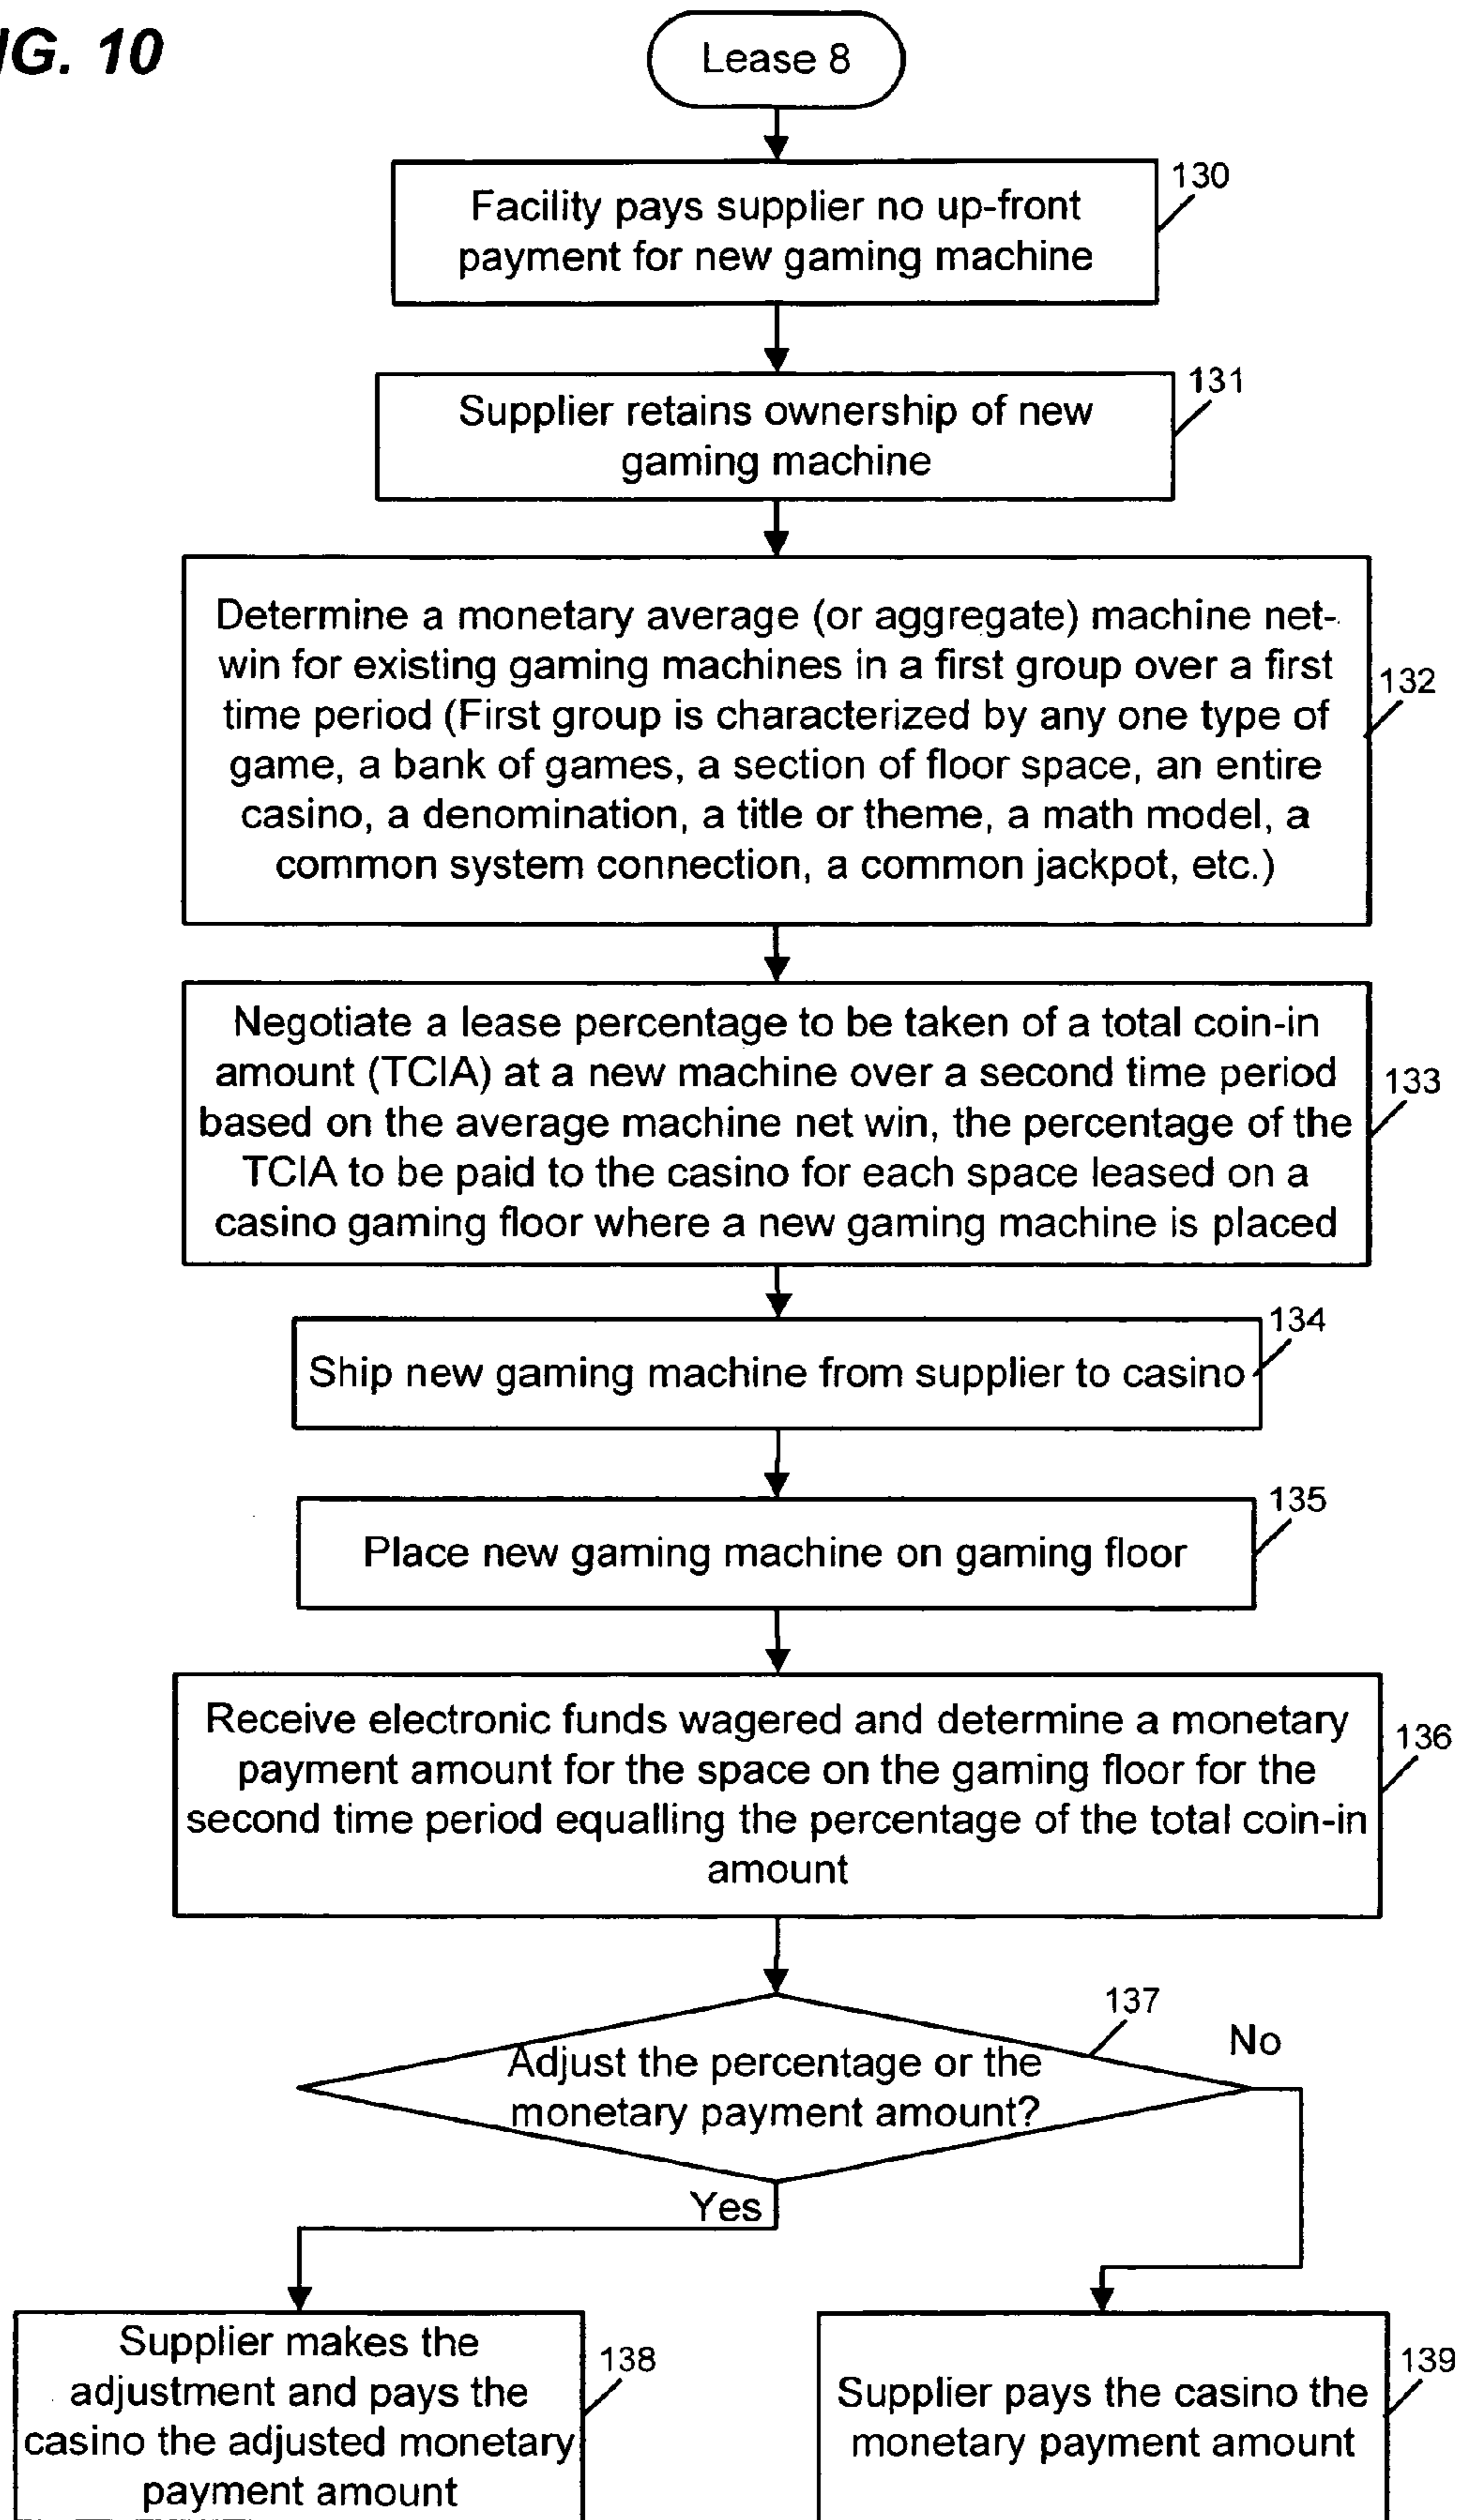 IG. 10
Lease 8
130
Facility pays supplier no up-front
payment for new gaming machine
131
Supplier retains ownership of new
gaming machine
Determine a monetary average (or aggregate) machine net-
win for existing gaming machines in a first group over a first
time period (First group is characterized by any one type of
game, a bank of games, a section of floor space, an entire
casino, a denomination, a title or theme, a math model, a
common system connection, a common jackpot, etc.)
132
Negotiate a lease percentage to be taken of a total coin-in
amount (TCIA) at a new machine over a second time period
based on the average machine net win, the percentage of the
TCIA to be paid to the casino for each space leased on a
casino gaming floor where a new gaming machine is placed
133
134
Ship new gaming machine from supplier to casino
135
Place new gaming machine on gaming floor
Receive electronic funds wagered and determine a monetary
payment amount for the space on the gaming floor for the
second time period equalling the percentage of the total coin-in
amount
136
137
No
Adjust the percentage or the
monetary payment amount?
Yes
Supplier makes the
adjustment and pays the
casino the adjusted monetary
payment amount
138
Supplier pays the casino the
monetary payment amount
139